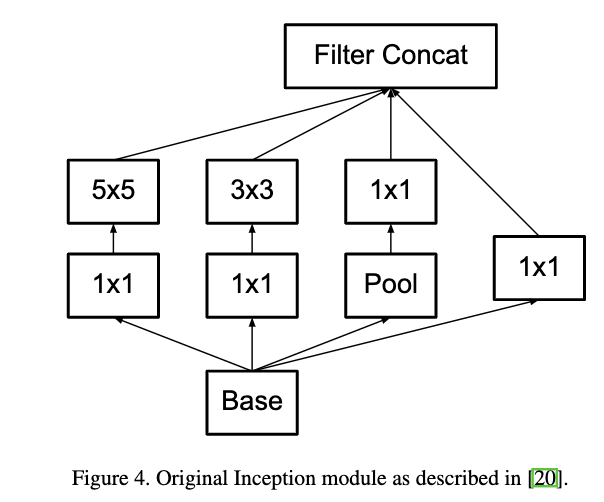 Filter Concat
5x5
3x3
1x1
1x1
1x1
Pool
1x1
Base
Figure 4. Original Inception module as described in [20].